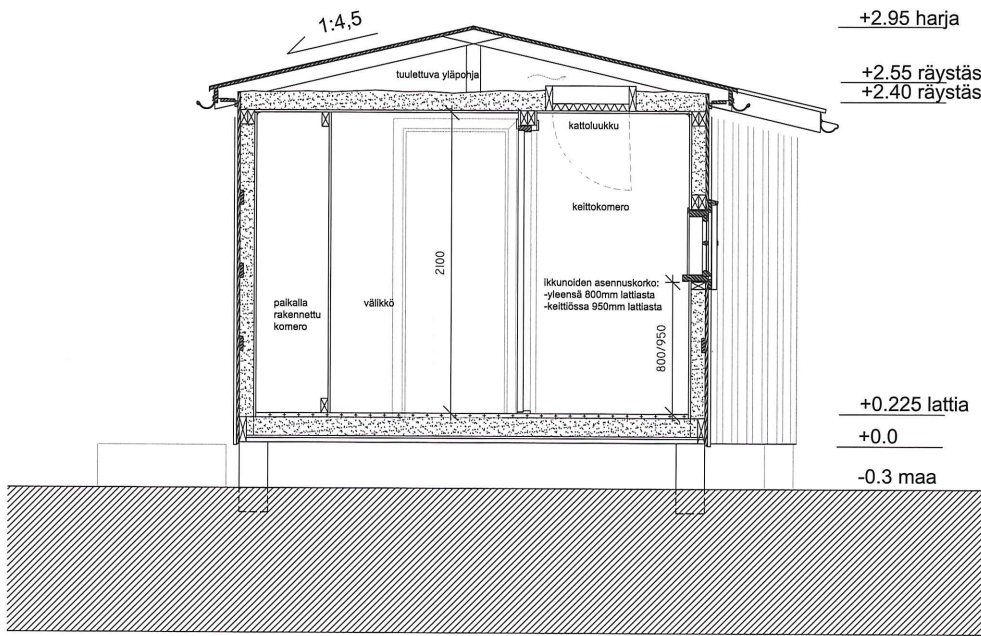 1:4,5
+2.95 harja
+2.55 räystäs
+2.40 räystäs
tuulettuva yläpohja
kattoluukku
keittokomero
2100
ikkunoiden asennuskorko:
-yleensä 800mm lattiasta
-keittiössa 950mm lattiasta
paikalla
rakennettu
komero
välikkö
800/950
+0.225 lattia
+0.0
-0.3 maa